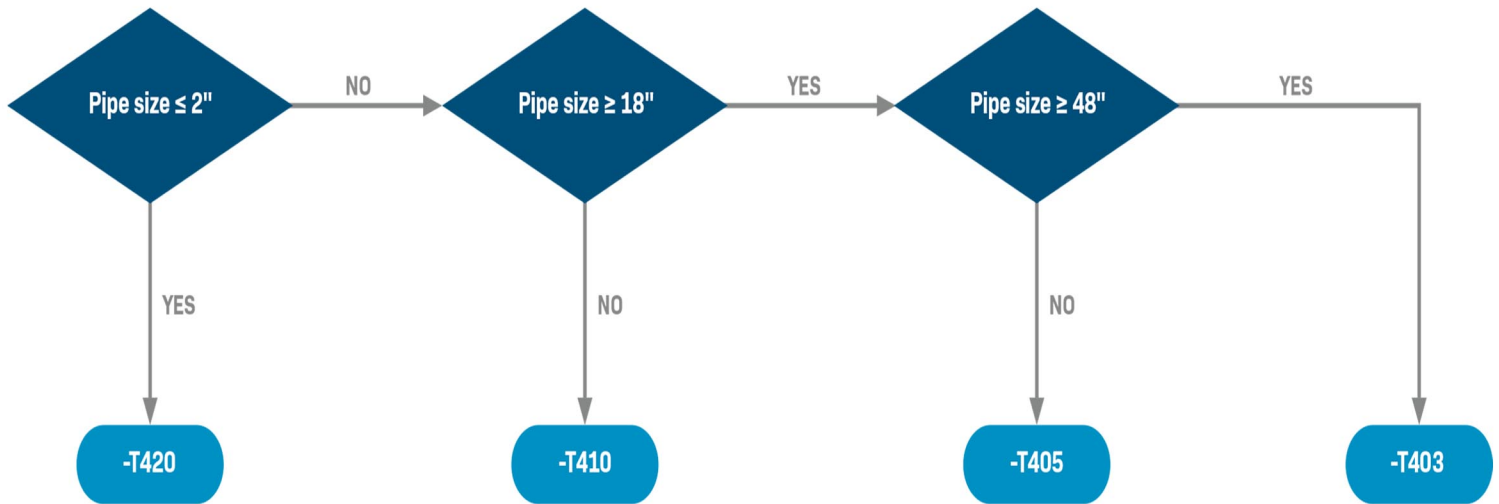 Pipe size ≤ 2"
NO
Pipe size ≥ 18"
YES
Pipe size ≥ 48"
YES
YES
NO
NO
-T420
-T410
-T405
-T403